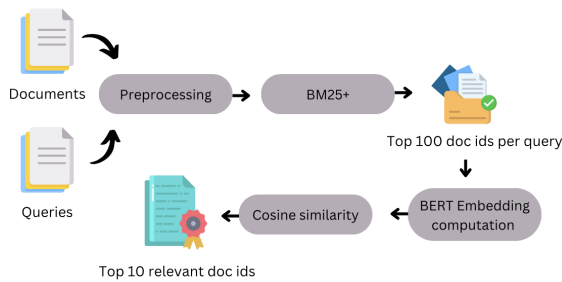 Documents
Preprocessing
BM25+
Top 100 doc ids per query
Queries
BERT Embedding
computation
Cosine similarity
Top 10 relevant doc ids